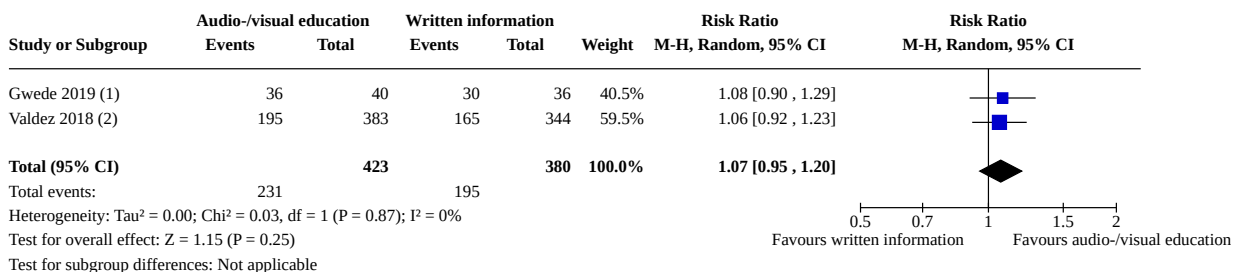 Audio-/visual education Written information Risk Ratio Risk Ratio
Study or Subgroup Events Total Events Total Weight M-H, Random, 95% CI M-H, Random, 95% CI
Gwede 2019 (1) 36 40 30 36 40.5% 1.08 [0.90 , 1.29]
Valdez 2018 (2) 195 383 165 344 59.5% 1.06 [0.92 , 1.23]
Total (95% CI) 423 380 100.0% 1.07 [0.95 , 1.20]
Total events: 231 195
Heterogeneity: Tau² = 0.00; Chi² = 0.03, df = 1 (P = 0.87); I² = 0%
0.5 0.7 1 1.5 2
Test for overall effect: Z = 1.15 (P = 0.25) Favours written information Favours audio-/visual education
Test for subgroup differences: Not applicable